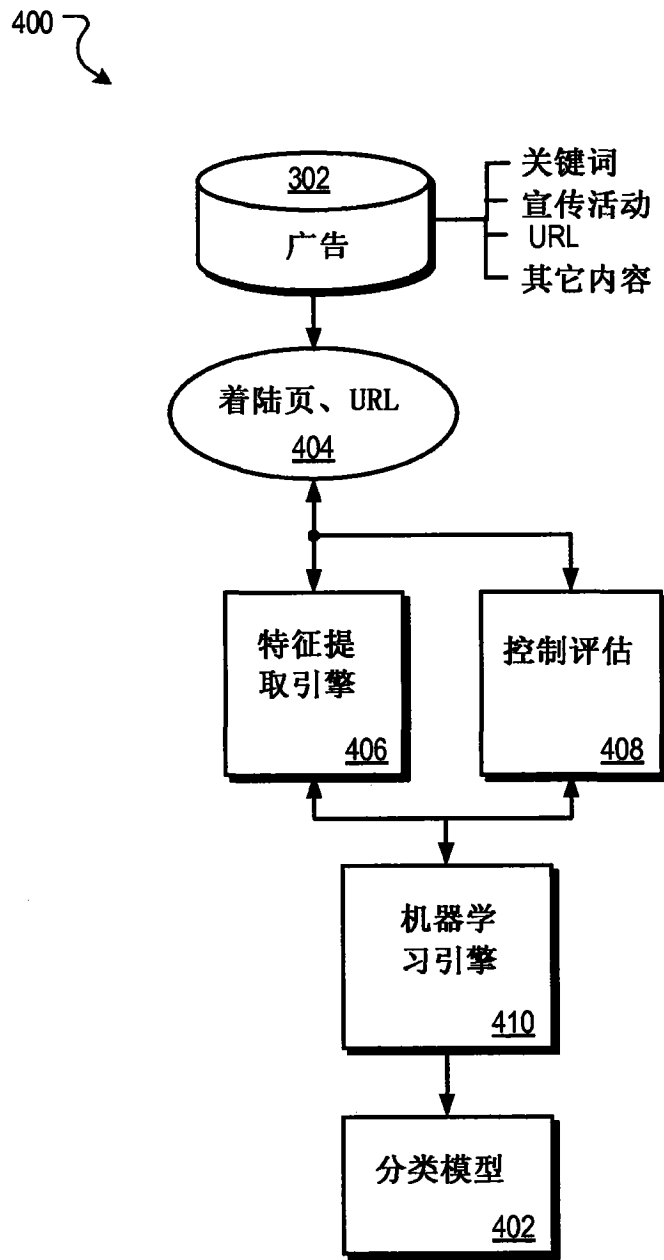 400
302
广告
关键词
宣传活动
URL
其它内容
着陆页、URL
404
特征提
取引擎
406
控制评估
408
机器学
习引擎
410
分类模型
402